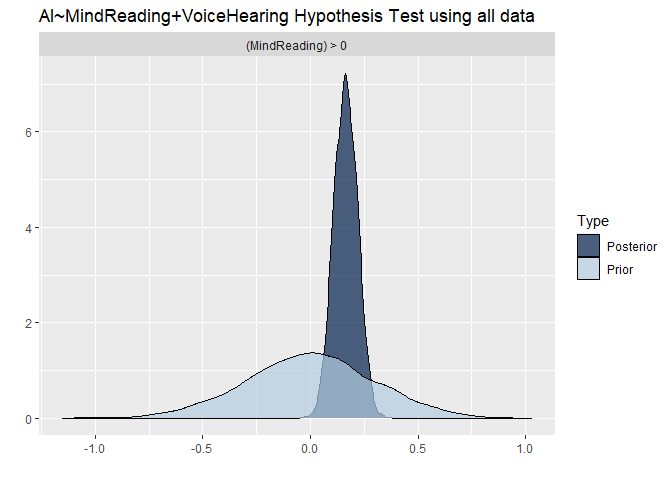 AI~MindReading+VoiceHearing Hypothesis Test using all data
(MindReading) > 0
6
4
2
0
-1.0 -0.5 0.0 0.5 1.0
Type
Posterior
Prior